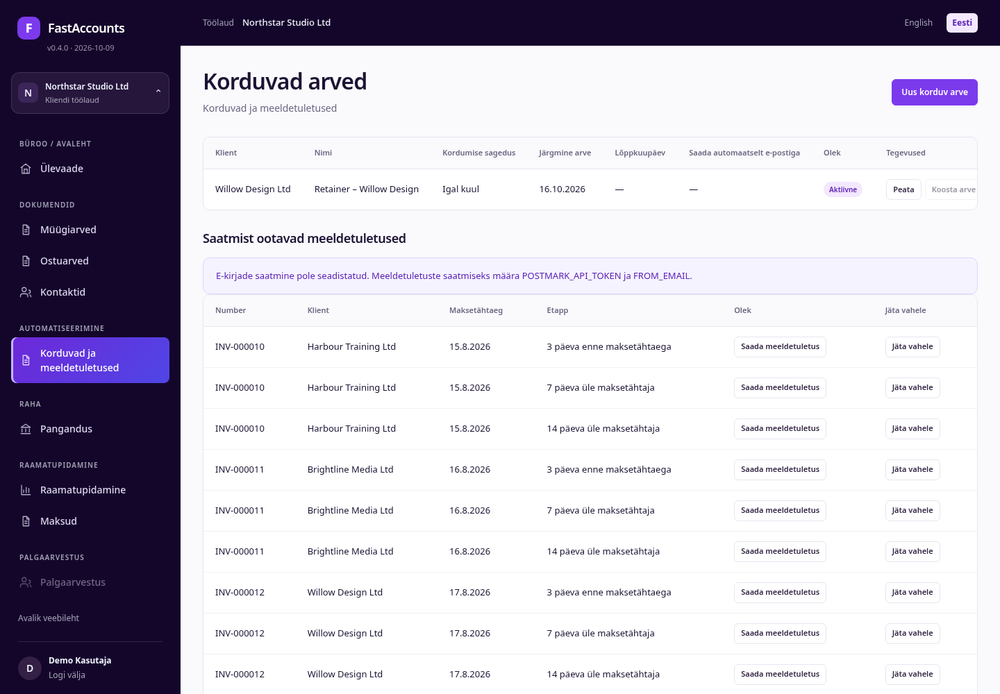 F FastAccounts
v0.4.0 · 2026-10-09
N Northstar Studio Ltd
Kliendi töölaud
BÜROO / AVALEHT
Ülevaade
DOKUMENDID
Müügiarved
Ostuarved
Kontaktid
AUTOMATISEERIMINE
Korduvad ja
meeldetuletused
RAHA
Pangandus
RAAMATUPIDAMINE
Raamatupidamine
Maksud
PALGAARVESTUS
Palgaarvestus
Avalik veebileht
D Demo Kasutaja
Logi välja
Töölaud Northstar Studio Ltd English Eesti
Korduvad arved
Korduvad ja meeldetuletused
Uus korduv arve
Klient Nimi Kordumise sagedus Järgmine arve Lõppkuupäev Saada automaatselt e-postiga Olek Tegevused
Willow Design Ltd Retainer – Willow Design Igal kuul 16.10.2026 — — Aktiivne Peata Koosta arve
Saatmist ootavad meeldetuletused
E-kirjade saatmine pole seadistatud. Meeldetuletuste saatmiseks määra POSTMARK_API_TOKEN ja FROM_EMAIL.
Number Klient Maksetähtaeg Etapp Olek Jäta vahele
INV-000010 Harbour Training Ltd 15.8.2026 3 päeva enne maksetähtaega Saada meeldetuletus Jäta vahele
INV-000010 Harbour Training Ltd 15.8.2026 7 päeva üle maksetähtaja Saada meeldetuletus Jäta vahele
INV-000010 Harbour Training Ltd 15.8.2026 14 päeva üle maksetähtaja Saada meeldetuletus Jäta vahele
INV-000011 Brightline Media Ltd 16.8.2026 3 päeva enne maksetähtaega Saada meeldetuletus Jäta vahele
INV-000011 Brightline Media Ltd 16.8.2026 7 päeva üle maksetähtaja Saada meeldetuletus Jäta vahele
INV-000011 Brightline Media Ltd 16.8.2026 14 päeva üle maksetähtaja Saada meeldetuletus Jäta vahele
INV-000012 Willow Design Ltd 17.8.2026 3 päeva enne maksetähtaega Saada meeldetuletus Jäta vahele
INV-000012 Willow Design Ltd 17.8.2026 7 päeva üle maksetähtaja Saada meeldetuletus Jäta vahele
INV-000012 Willow Design Ltd 17.8.2026 14 päeva üle maksetähtaja Saada meeldetuletus Jäta vahele